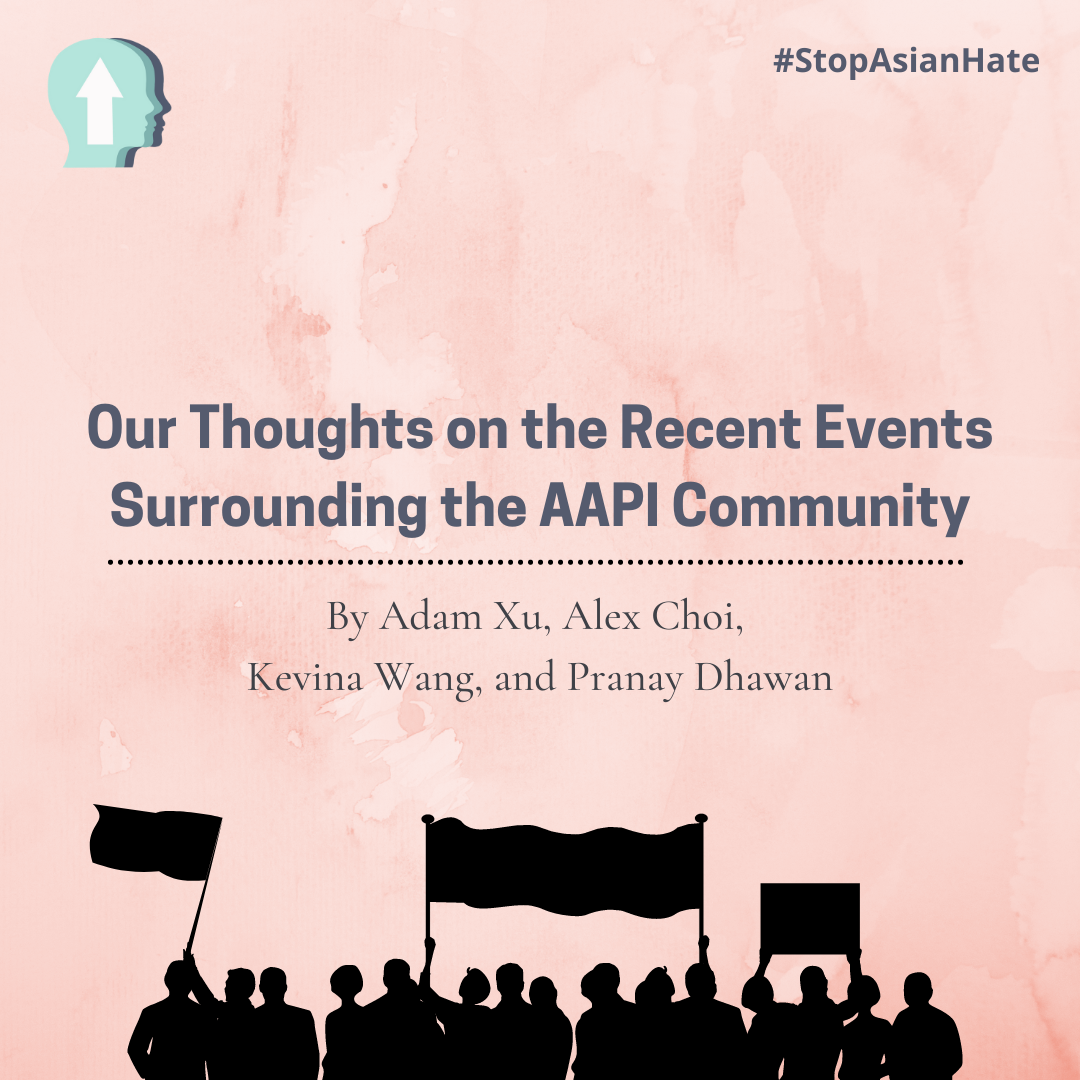 #StopAsianHate
Our Thoughts on the Recent Events
Surrounding the AAPI Community
By Adam Xu, Alex Choi,
Kevina Wang, and Pranay Dhawan